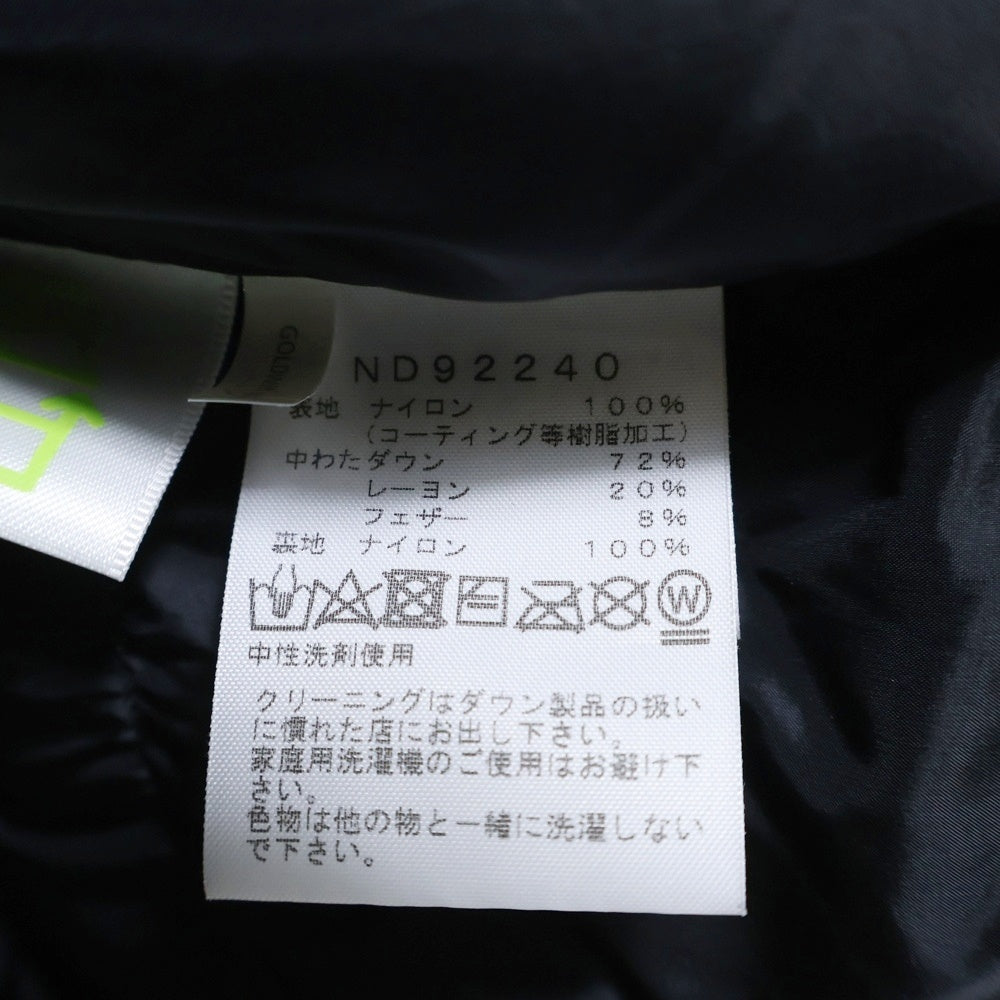 GOLDWI
ND92240
表地 ナイロン 100%
(コーティング等樹脂加工)
中わたダウン 72%
レーヨン 20%
フェザー 8%
裏地 ナイロン 100%
W
中性洗剤使用
クリーニングはダウン製品の扱い
に慣れた店にお出し下さい。
家庭用洗濯機のご使用はお避け下
さい。
色物は他の物と一緒に洗濯しない
で下さい。